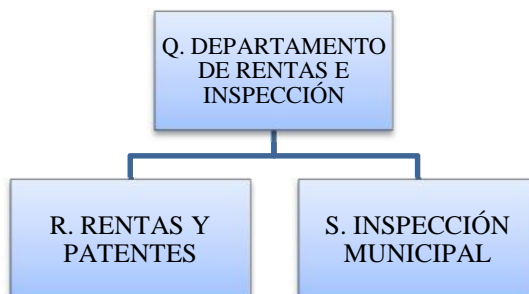 Q. DEPARTAMENTO
DE RENTAS E
INSPECCIÓN
R. RENTAS Y
PATENTES
S. INSPECCIÓN
MUNICIPAL